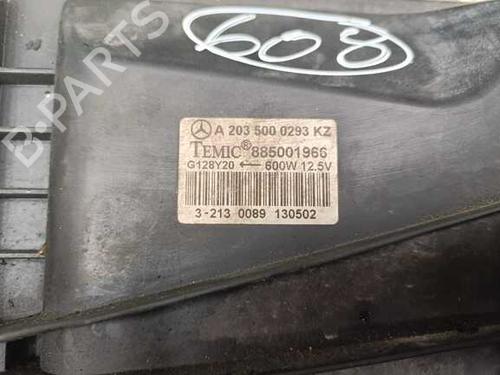 608
A 203 500 0293 KZ
TEMIC® 885001966
G128Y20 ← 600W 12.5V
3-213 0089 130502
B-PARTS